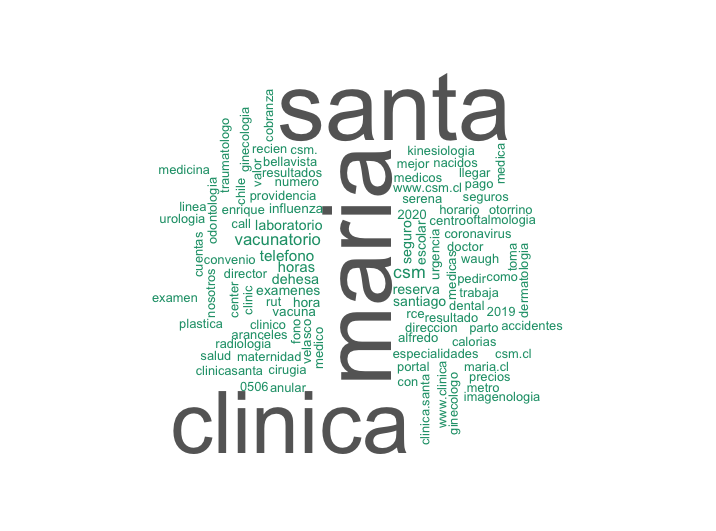 santa
maria
clinica
cobranza
ginecologia
traumatologo
recien
csm.
bellavista
resultados
numero
valor
chile
medicina
odontologia
linea
urologia
enrique
influenza
call
laboratorio
vacunatorio
telefono
horas
dehesa
cuentas
convenio
director
examenes
nosotros
center
clinic
rut
hora
vacuna
examen
plastica
clinico
aranceles
fono
velasco
medico
radiologia
salud
maternidad
clinicasanta
cirugia
0506
anular
providencia
kinesiologia
mejor
nacidos
medica
medicos
llegar
www.csm.cl
pago
serena
seguros
2020
horario
otorrino
centro
oftalmologia
seguro
escolar
coronavirus
urgencia
doctor
medicas
waugh
toma
dermatologia
csm
pedir
como
reserva
trabaja
santiago
dental
2019
rce
resultado
direccion
parto
accidentes
alfredo
calorias
especialidades
csm.cl
portal
maria.cl
con
precios
metro
imagenologia
clinica.santa
www.clinica
ginecologo